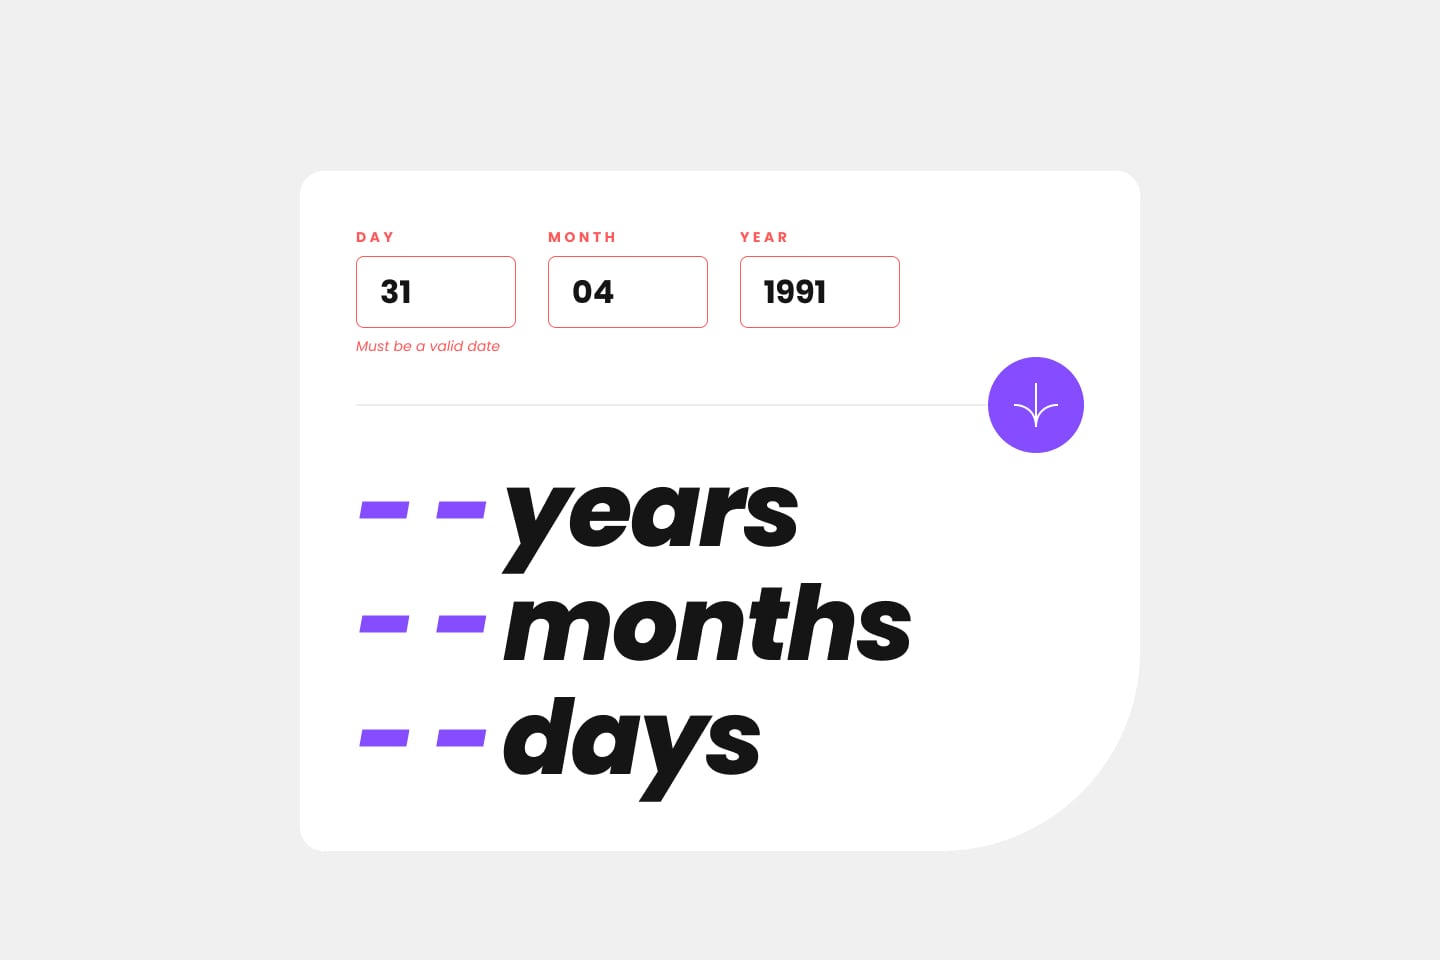 DAY MONTH YEAR
31 04 1991
Must be a valid date
-- years
-- months
-- days